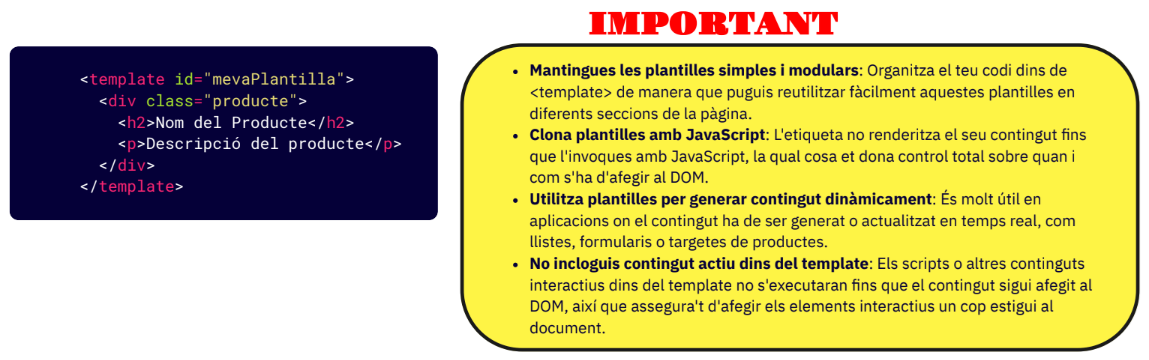 IMPORTANT
<template id="mevaPlantilla">
<div class="producte">
<h2>Nom del Producte</h2>
<p>Descripció del producte</p>
</div>
</template>
• Mantingues les plantilles simples i modulars: Organitza el teu codi dins de
<template> de manera que puguis reutilitzar fàcilment aquestes plantilles en
diferents seccions de la pàgina.
• Clona plantilles amb JavaScript: L'etiqueta no renderitza el seu contingut fins
que l'invoques amb JavaScript, la qual cosa et dona control total sobre quan i
com s'ha d'afegir al DOM.
• Utilitza plantilles per generar contingut dinàmicament: És molt útil en
aplicacions on el contingut ha de ser generat o actualitzat en temps real, com
llistes, formularis o targetes de productes.
• No incloguis contingut actiu dins del template: Els scripts o altres continguts
interactius dins del template no s'executaran fins que el contingut sigui afegit al
DOM, així que assegura't d'afegir els elements interactius un cop estigui al
document.